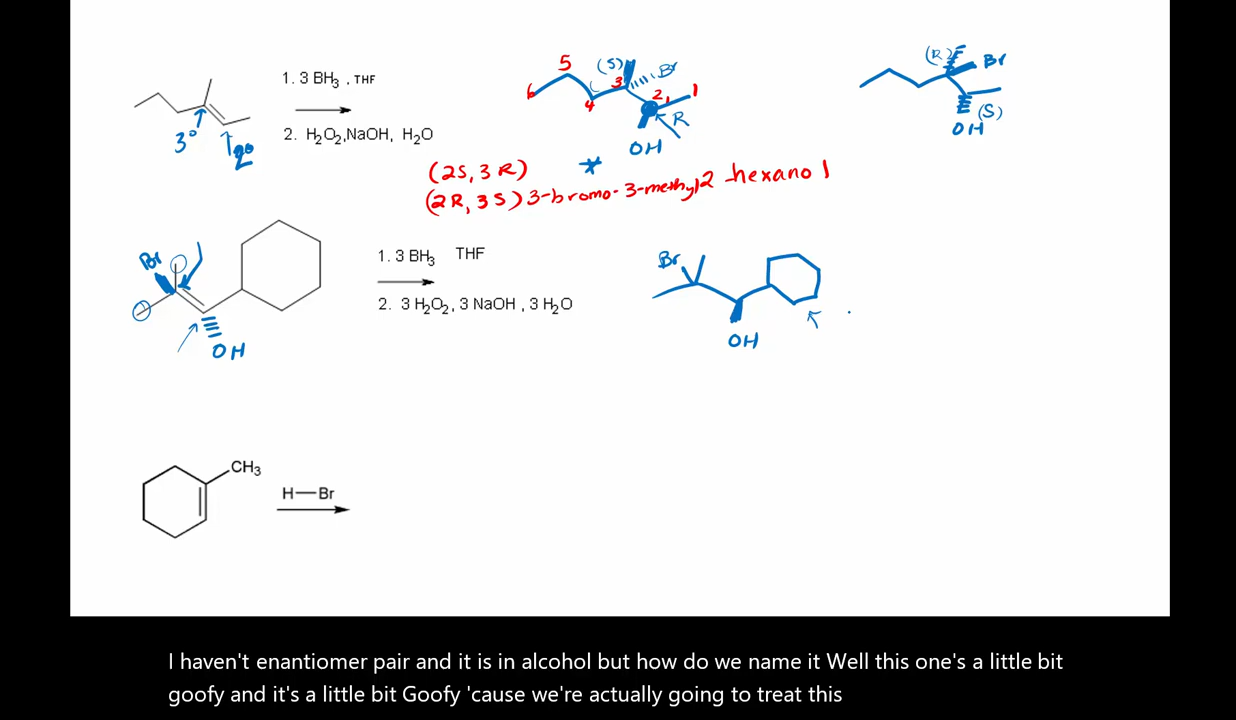 1. 3 BH3 . THF
2. H2O2,NaOH, H2O
3°
2°
6
5
4
3
2
1
(S)
Br
R
OH
(R)
Br
(S)
OH
(2S, 3R)
(2R, 3S) 3-bromo-3-methyl 2-hexanol
Br
OH
1. 3 BH3 THF
2. 3 H2O2, 3 NaOH , 3 H2O
Br
OH
CH3
H—Br
I haven't enantiomer pair and it is in alcohol but how do we name it Well this one's a little bit
goofy and it's a little bit Goofy 'cause we're actually going to treat this